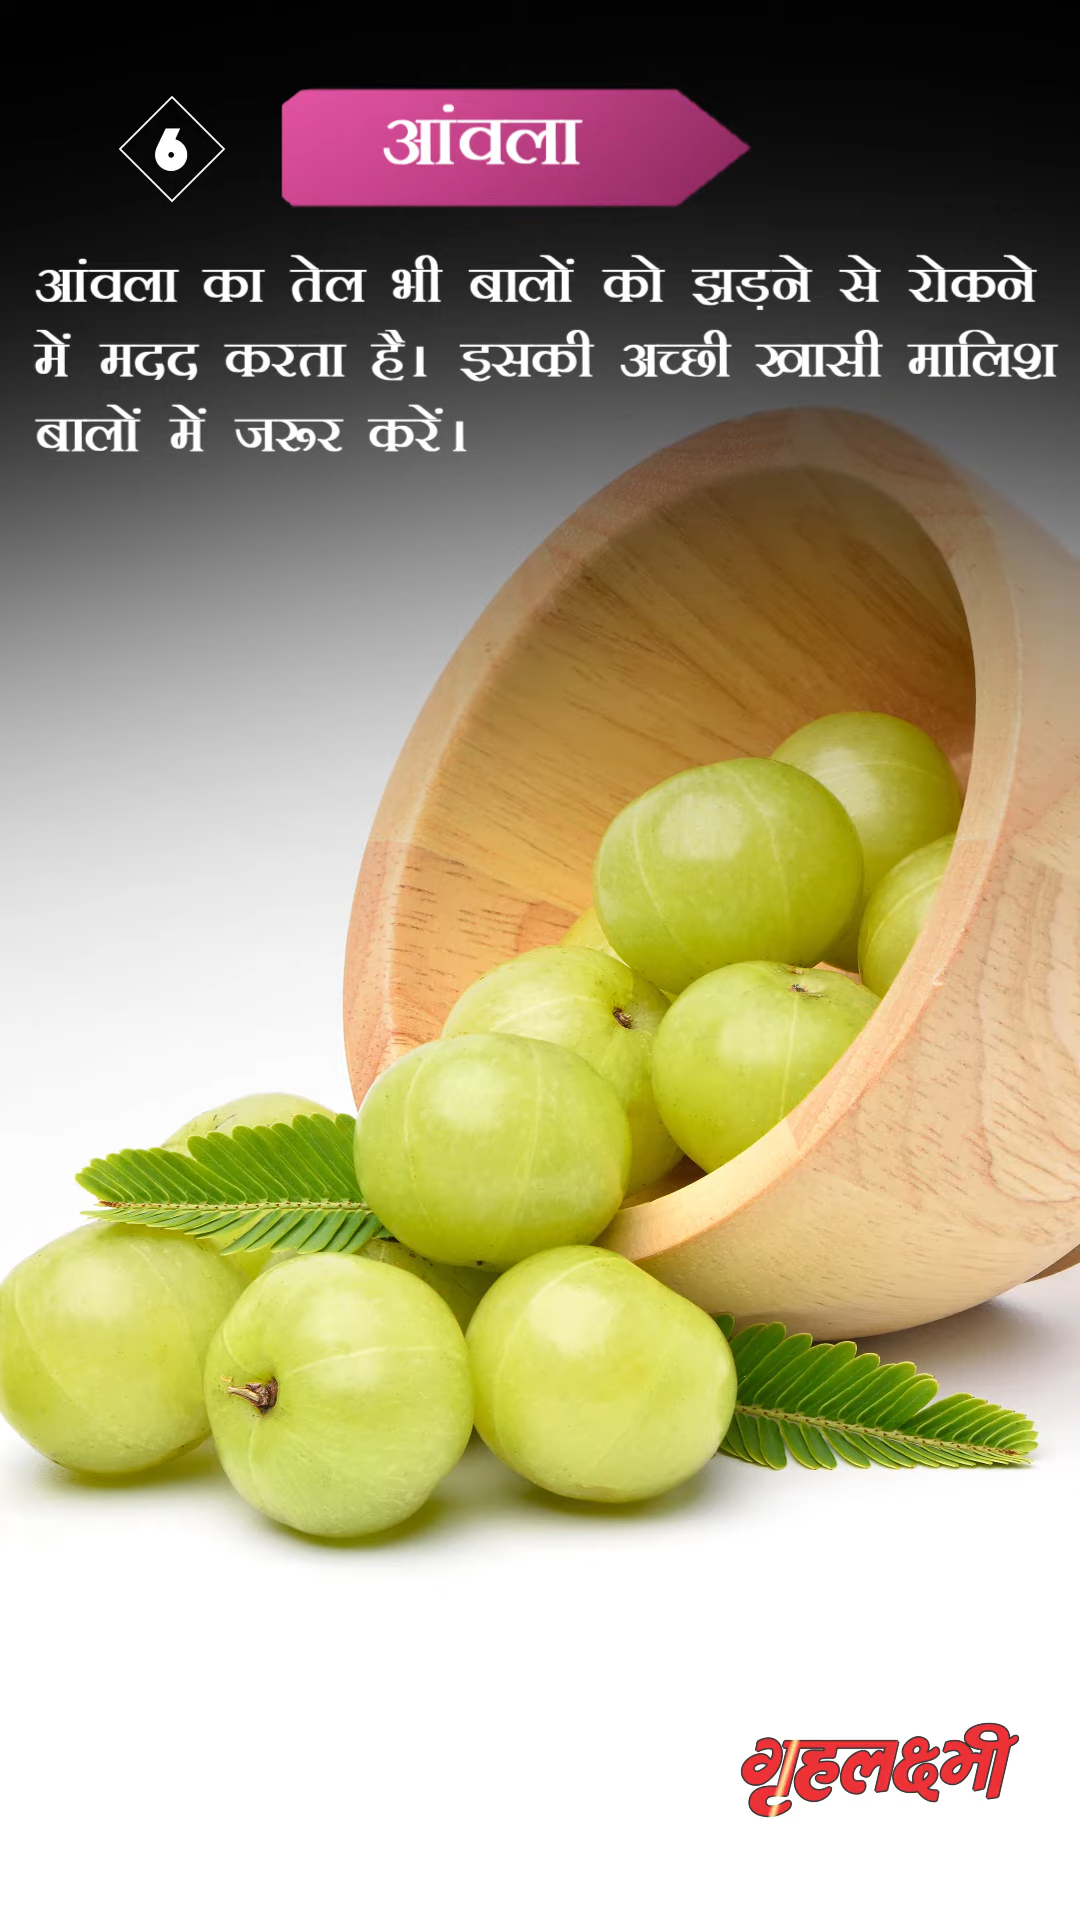 6
आंवला
आंवला का तेल भी बालों को झड़ने से रोकने
में मदद करता है। इसकी अच्छी खासी मालिश
बालों में जरूर करें।
गृहलक्ष्मी